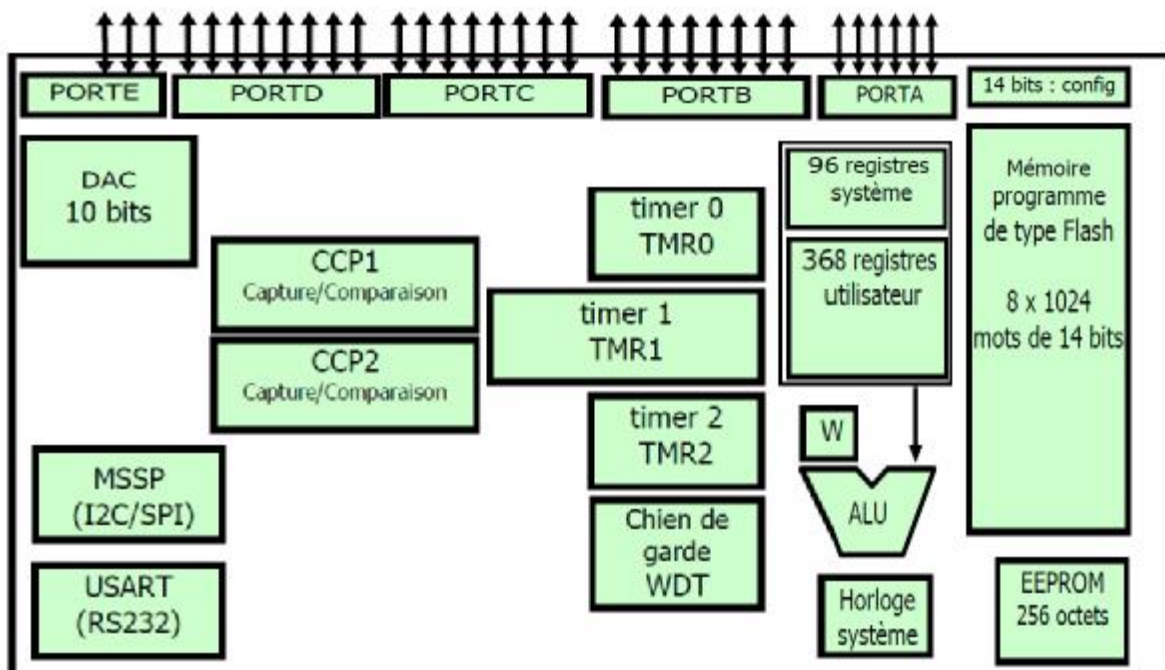 PORTE
PORTD
PORTC
PORTB
PORTA
14 bits : config
DAC
10 bits
CCP1
Capture/Comparaison
CCP2
Capture/Comparaison
MSSP
(I2C/SPI)
USART
(RS232)
timer 0
TMR0
timer 1
TMR1
timer 2
TMR2
Chien de
garde
WDT
96 registres
système
368 registres
utilisateur
W
ALU
Horloge
système
Mémoire
programme
de type Flash
8 x 1024
mots de 14 bits
EEPROM
256 octets